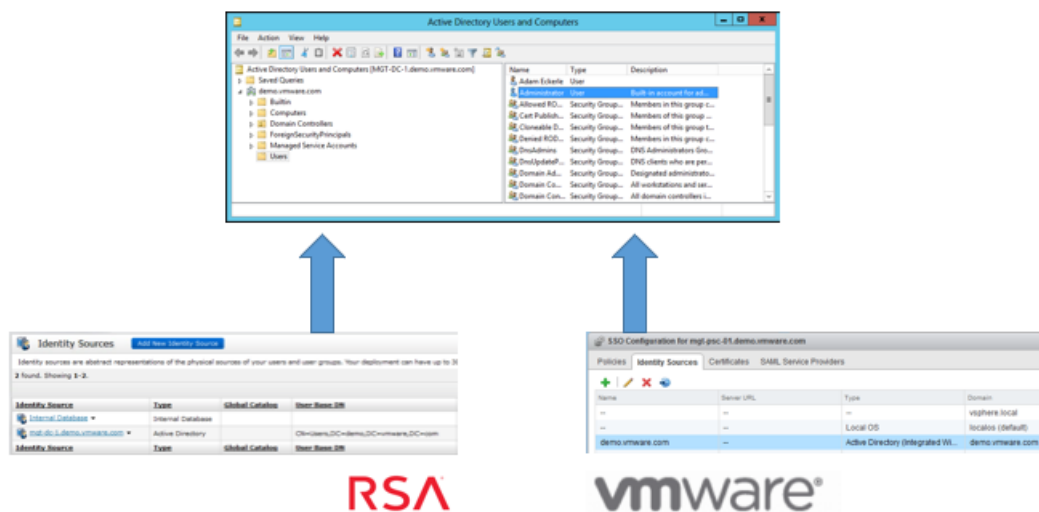 Active Directory Users and Computers
File Action View Help
Active Directory Users and Computers [MGT-DC-1.demo.vmware.com]
Saved Queries
demo.vmware.com
Builtin
Computers
Domain Controllers
ForeignSecurityPrincipals
Managed Service Accounts
Users
Name Type Description
Adam Eckerle User
Administrator User Built-in account for ad...
Allowed RO... Security Group... Members in this group c...
Cert Publish... Security Group... Members of this group ...
Cloneable D... Security Group... Members of this group t...
Denied ROD... Security Group... Members in this group c...
DnsAdmins Security Group... DNS Administrators Gro...
DnsUpdateP... Security Group... DNS clients who are per...
Domain Ad... Security Group... Designated administrato...
Domain Co... Security Group... All workstations and ser...
Domain Con... Security Group... All domain controllers i...
Identity Sources Add New Identity Source
Identity sources are abstract representations of the physical sources of your users and user groups. Your deployment can have up to 30
2 found. Showing 1-2.
Identity Source Type Global Catalog User Base DN
Internal Database Internal Database
mgt-dc-1.demo.vmware.com Active Directory CN=Users,DC=demo,DC=vmware,DC=com
Identity Source Type Global Catalog User Base DN
RSA
SSO Configuration for mgt-psc-01.demo.vmware.com
Policies Identity Sources Certificates SAML Service Providers
Name Server URL Type Domain
-- -- -- vsphere.local
-- -- Local OS localos (default)
demo.vmware.com -- Active Directory (Integrated Wi... demo.vmware.com
vmware®